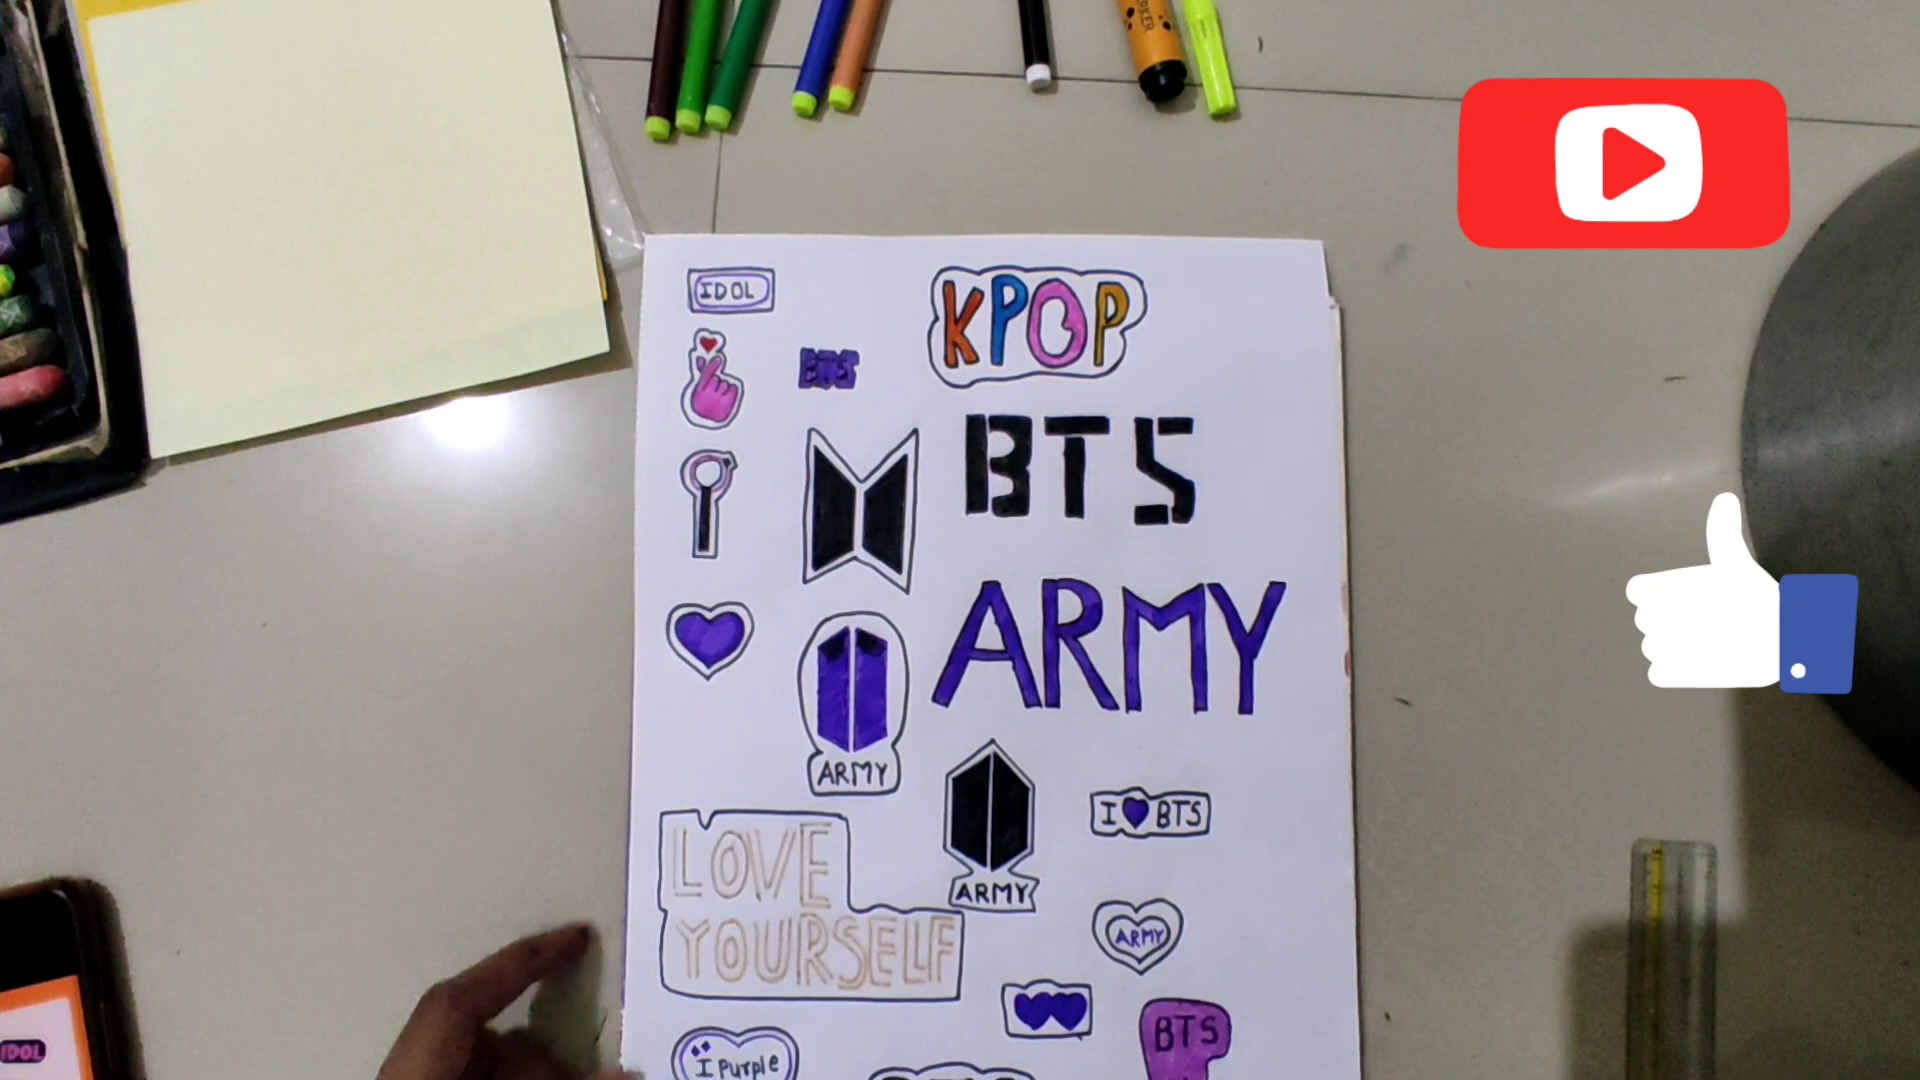 IDOL
KPOP
BTS
BTS
ARMY
ARMY
I BTS
ARMY
LOVE
YOURSELF
ARMY
BTS
I Purple
IDOL